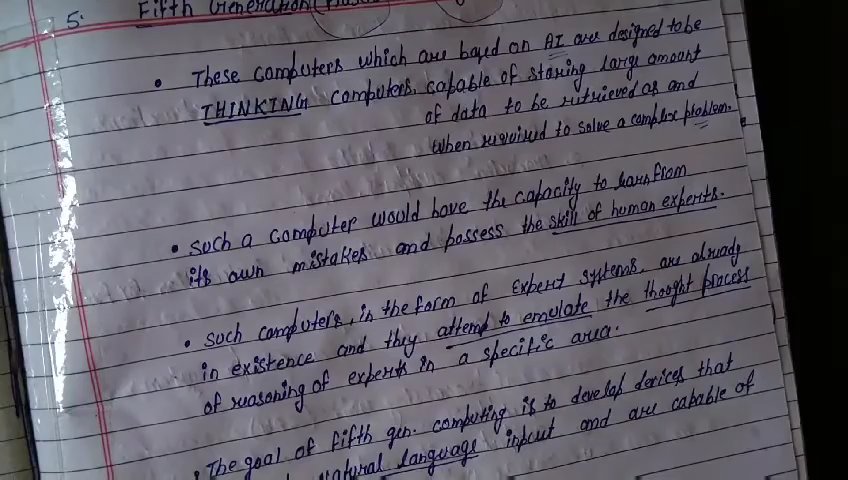 5. Fifth Generation (
• These computers which are based on AI are designed to be
THINKING computers, capable of storing large amount
of data to be retrieved as and
when required to solve a complex problem.
• Such a computer would have the capacity to learn from
its own mistakes and possess the skill of human experts.
• Such computers, in the form of expert systems, are already
in existence and they attempt to emulate the thought process
of reasoning of experts in a specific area.
• The goal of fifth gen. computing is to develop devices that
natural language input and are capable of